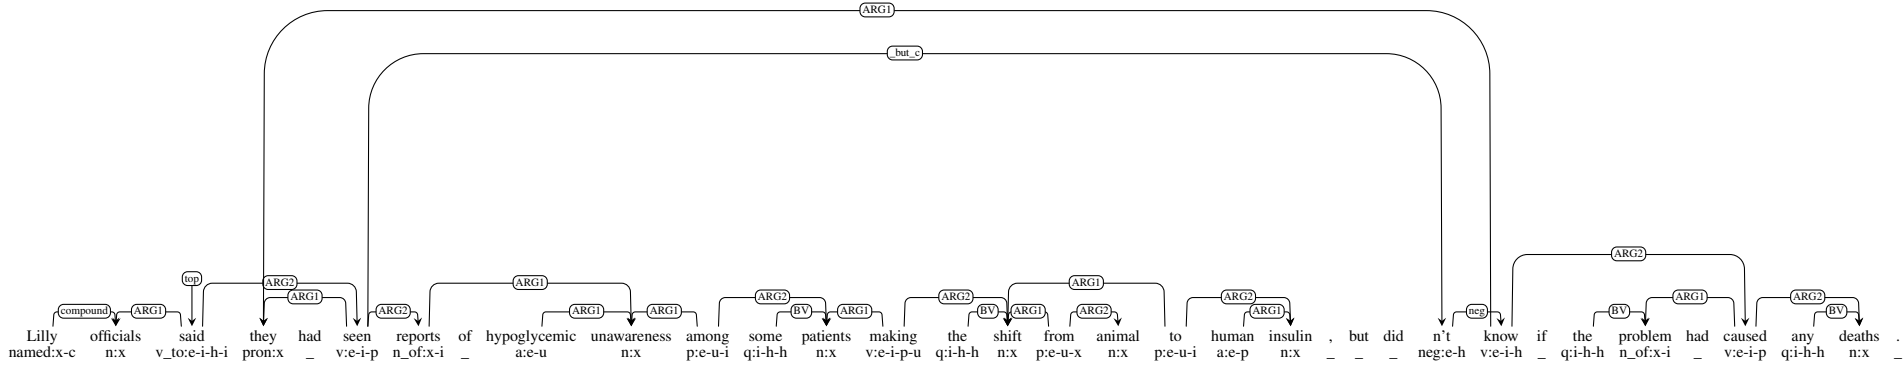 ARG1
_but_c
ARG2
top ARG2 ARG1 ARG1
ARG1 ARG2 ARG2 ARG2
compound ARG1 ARG2 ARG1 ARG1 BV ARG1 BV ARG1 ARG2 ARG1 neg BV ARG1 BV
Lilly officials said they had seen reports of hypoglycemic unawareness among some patients making the shift from animal to human insulin , but did n't know if the problem had caused any deaths .
named:x-c n:x v_to:e-i-h-i pron:x _ v:e-i-p n_of:x-i _ a:e-u n:x p:e-u-i q:i-h-h n:x v:e-i-p-u q:i-h-h n:x p:e-u-x n:x p:e-u-i a:e-p n:x _ _ _ neg:e-h v:e-i-h _ q:i-h-h n_of:x-i _ v:e-i-p q:i-h-h n:x _